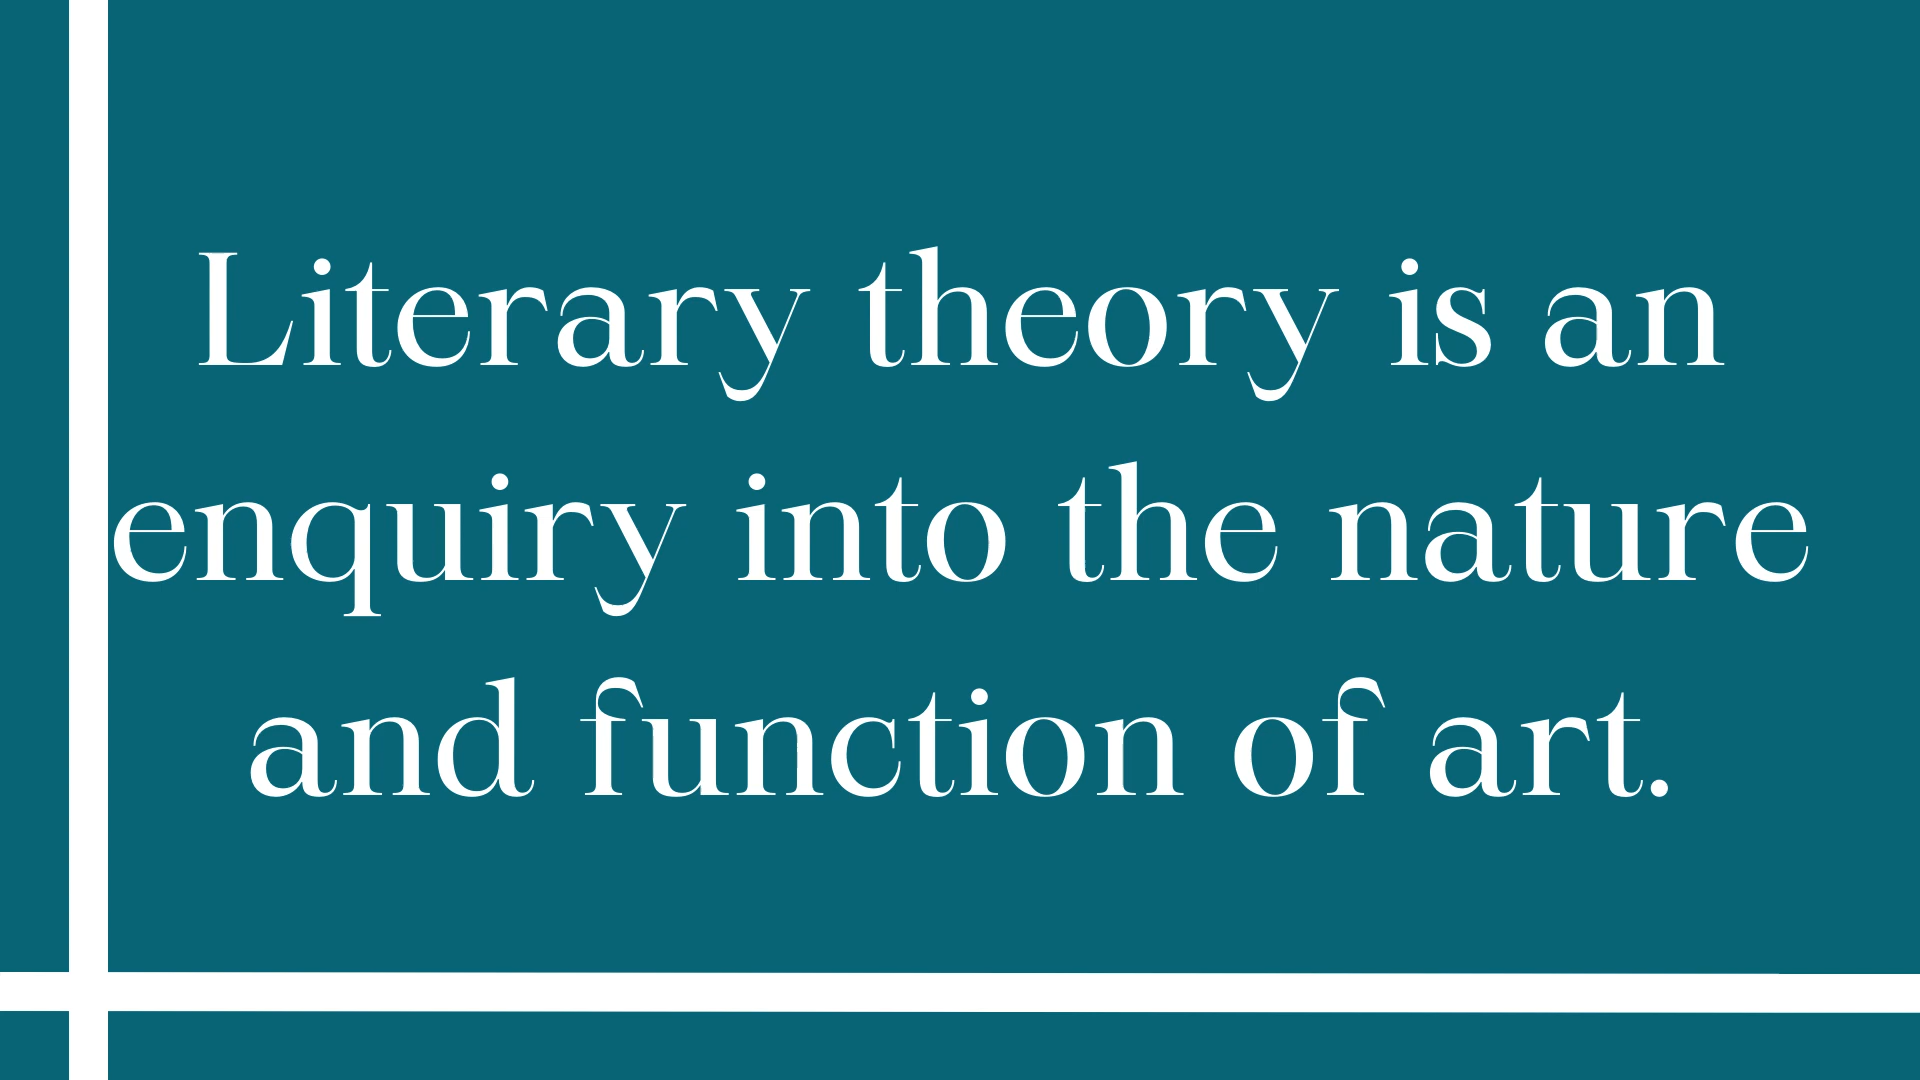 Literary theory is an
enquiry into the nature
and function of art.